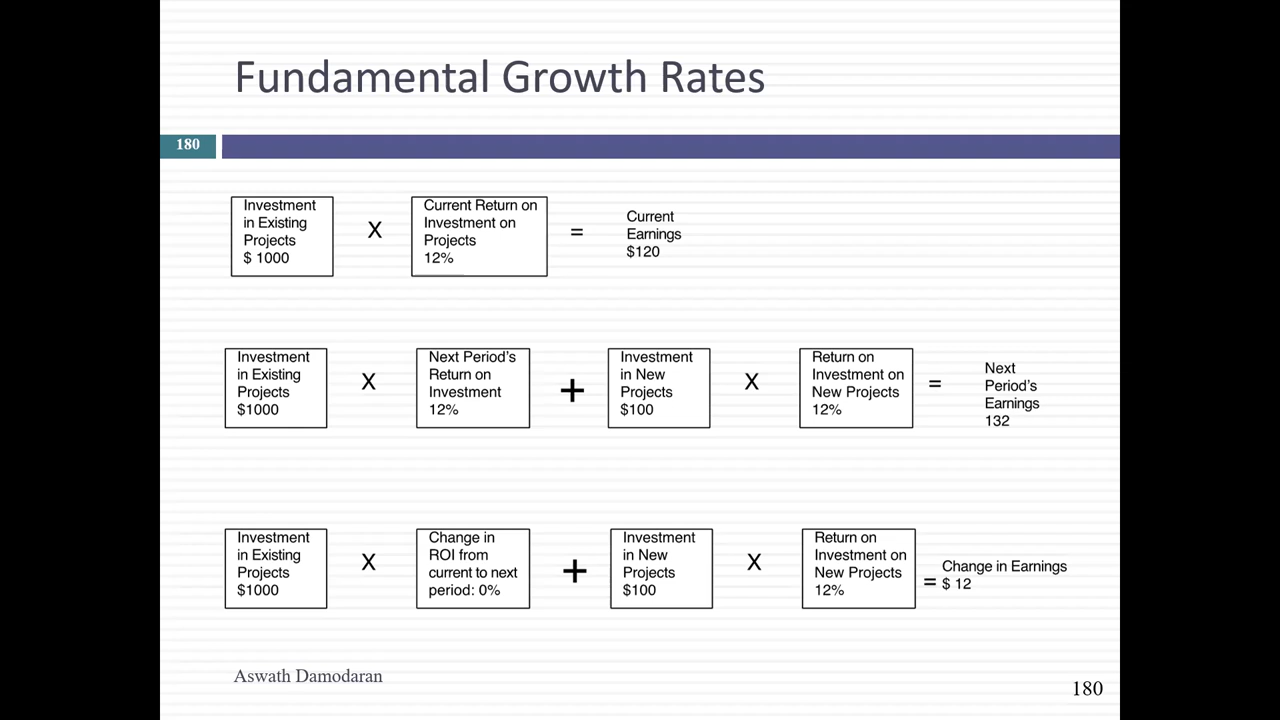 Fundamental Growth Rates
180
Investment
in Existing
Projects
$ 1000
X
Current Return on
Investment on
Projects
12%
=
Current
Earnings
$120
Investment
in Existing
Projects
$1000
X
Next Period's
Return on
Investment
12%
+
Investment
in New
Projects
$100
X
Return on
Investment on
New Projects
12%
=
Next
Period's
Earnings
132
Investment
in Existing
Projects
$1000
X
Change in
ROI from
current to next
period: 0%
+
Investment
in New
Projects
$100
X
Return on
Investment on
New Projects
12%
=
Change in Earnings
$ 12
Aswath Damodaran
180